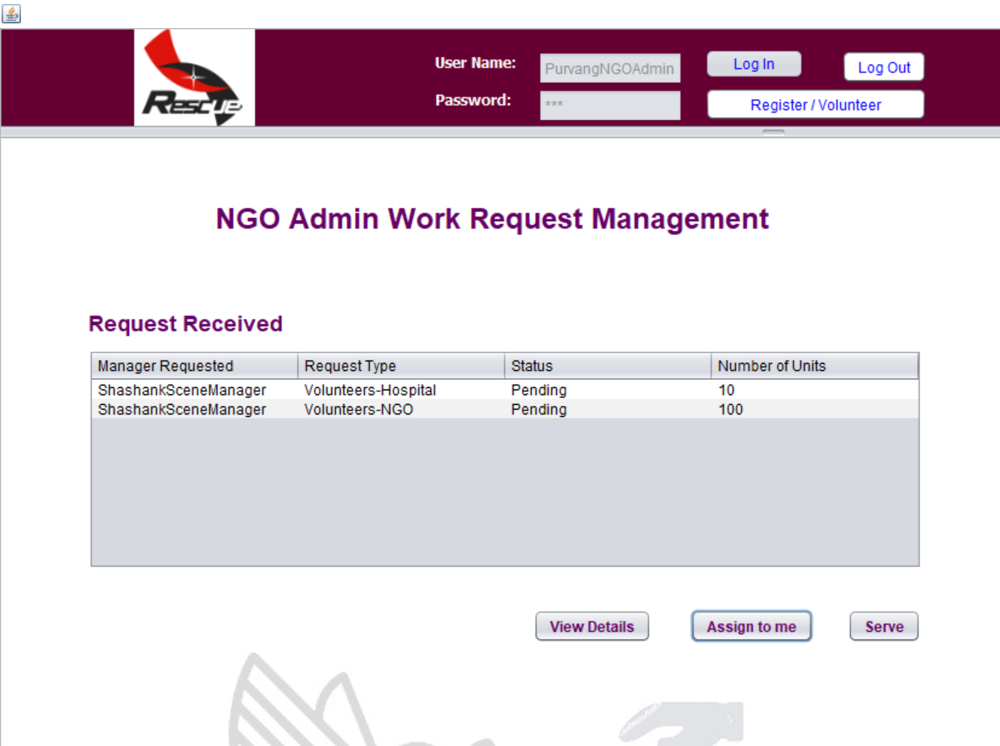 Rescue
User Name: PurvangNGOAdmin Log In Log Out
Password: *** Register / Volunteer
NGO Admin Work Request Management
Request Received
Manager Requested Request Type Status Number of Units
ShashankSceneManager Volunteers-Hospital Pending 10
ShashankSceneManager Volunteers-NGO Pending 100
View Details Assign to me Serve